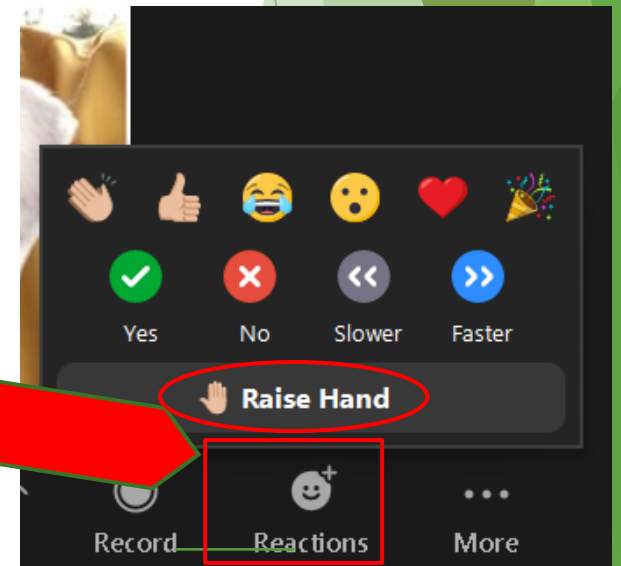 Yes No Slower Faster
Raise Hand
Record Reactions More